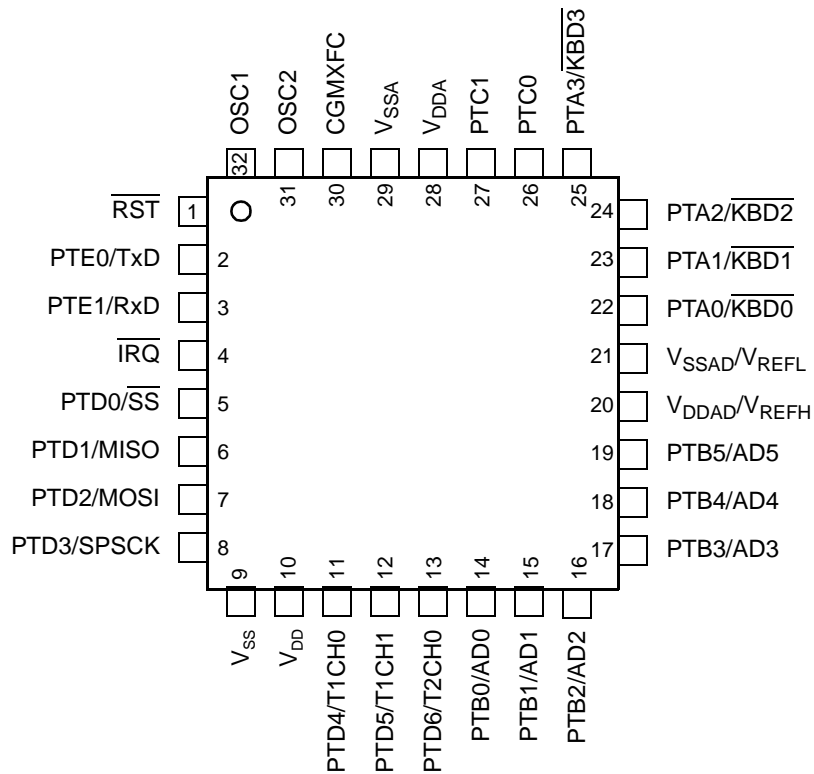 OSC1
OSC2
CGMXFC
VSSA
VDDA
PTC1
PTC0
PTA3/KBD3
32
31
30
29
28
27
26
25
RST
1
PTE0/TxD
2
PTE1/RxD
3
IRQ
4
PTD0/SS
5
PTD1/MISO
6
PTD2/MOSI
7
PTD3/SPSCK
8
24
PTA2/KBD2
23
PTA1/KBD1
22
PTA0/KBD0
21
VSSAD/VREFL
20
VDDAD/VREFH
19
PTB5/AD5
18
PTB4/AD4
17
PTB3/AD3
9
10
11
12
13
14
15
16
VSS
VDD
PTD4/T1CH0
PTD5/T1CH1
PTD6/T2CH0
PTB0/AD0
PTB1/AD1
PTB2/AD2